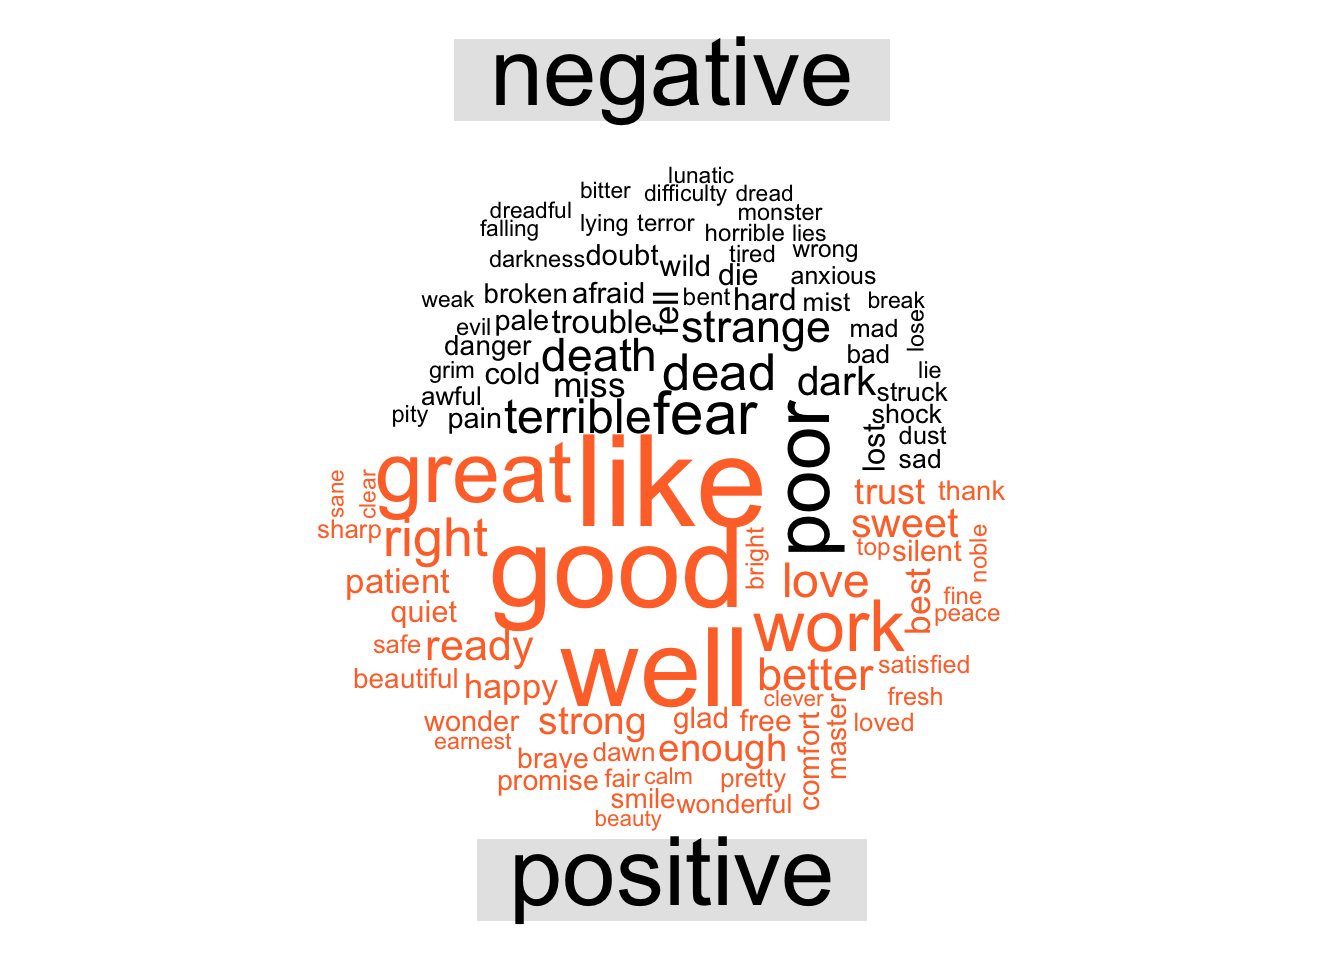 negative
lunatic
bitter difficulty dread
dreadful monster
falling lying terror horrible lies
darkness doubt wild tired wrong
die anxious
weak broken afraid fell bent hard mist break
evil pale trouble strange mad lose
danger death bad
grim cold miss dead dark lie
awful struck
pity pain terrible fear poor shock
lost dust
sad
great like trust thank
sane clear
sharp right sweet
good bright top silent noble
patient love best fine
quiet work peace
safe ready well
beautiful happy better satisfied
clever fresh
wonder strong glad free comfort master loved
earnest
brave dawn enough
promise fair calm pretty
smile wonderful
beauty
positive